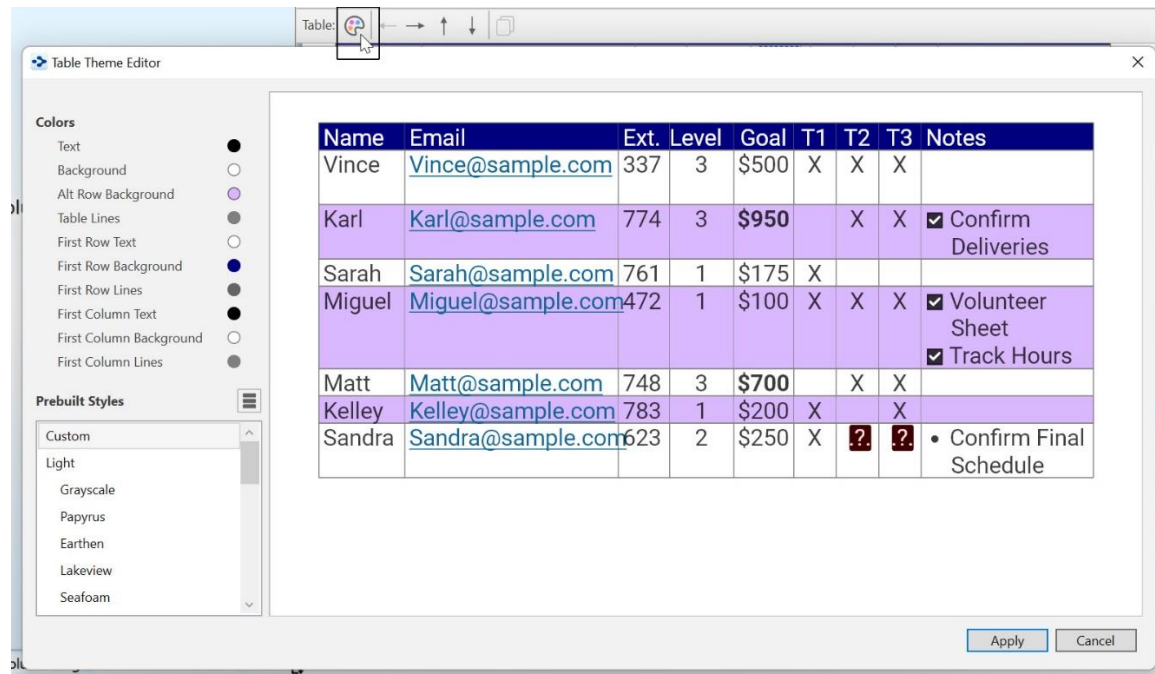 Table:
Table Theme Editor
Colors
Text
Background
Alt Row Background
Table Lines
First Row Text
First Row Background
First Row Lines
First Column Text
First Column Background
First Column Lines
Prebuilt Styles
Custom
Light
Grayscale
Papyrus
Earthen
Lakeview
Seafoam
Name Email Ext. Level Goal T1 T2 T3 Notes
Vince Vince@sample.com 337 3 $500 X X X
Karl Karl@sample.com 774 3 $950 X X Confirm
Deliveries
Sarah Sarah@sample.com 761 1 $175 X
Miguel Miguel@sample.com 472 1 $100 X X X Volunteer
Sheet
Track Hours
Matt Matt@sample.com 748 3 $700 X X
Kelley Kelley@sample.com 783 1 $200 X X
Sandra Sandra@sample.com 623 2 $250 X .?. .?. • Confirm Final
Schedule
Apply Cancel